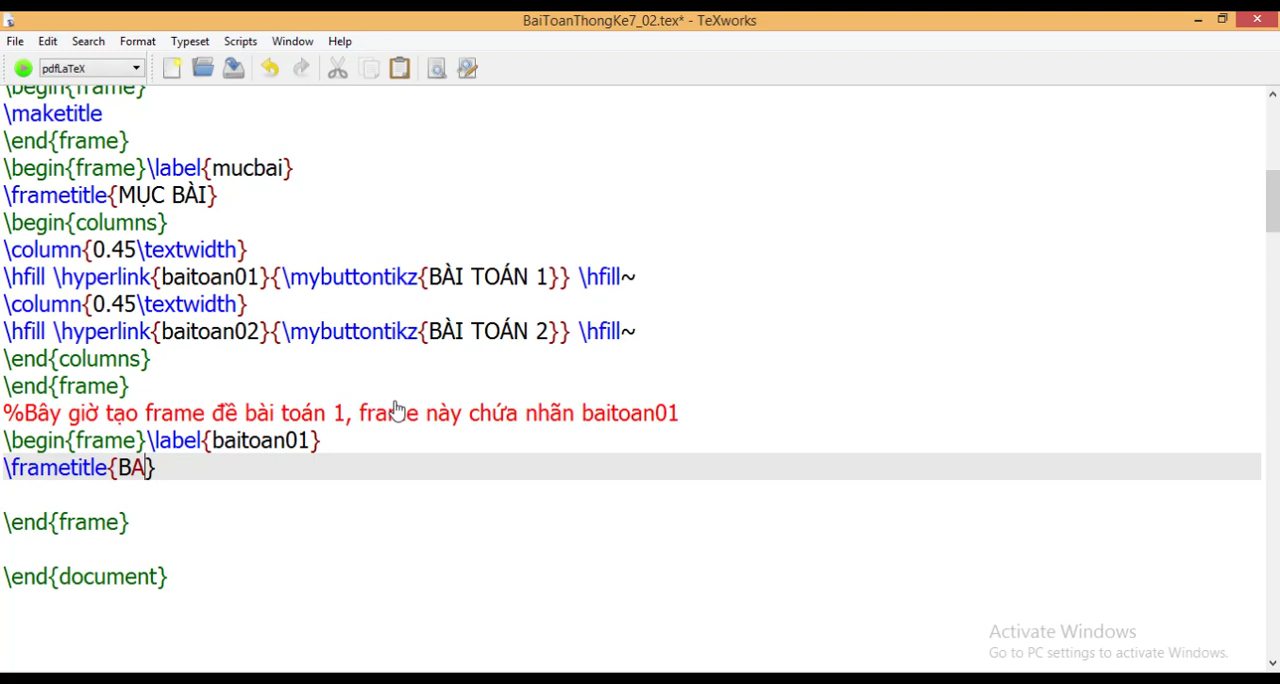 BaiToanThongKe7_02.tex* - TeXworks
File Edit Search Format Typeset Scripts Window Help
pdfLaTeX
\begin{frame}
\maketitle
\end{frame}
\begin{frame}\label{mucbai}
\frametitle{MỤC BÀI}
\begin{columns}
\column{0.45\textwidth}
\hfill \hyperlink{baitoan01}{\mybuttontikz{BÀI TOÁN 1}} \hfill~
\column{0.45\textwidth}
\hfill \hyperlink{baitoan02}{\mybuttontikz{BÀI TOÁN 2}} \hfill~
\end{columns}
\end{frame}
%Bây giờ tạo frame đề bài toán 1, frame này chứa nhãn baitoan01
\begin{frame}\label{baitoan01}
\frametitle{BA}
\end{frame}
\end{document}
Activate Windows
Go to PC settings to activate Windows.